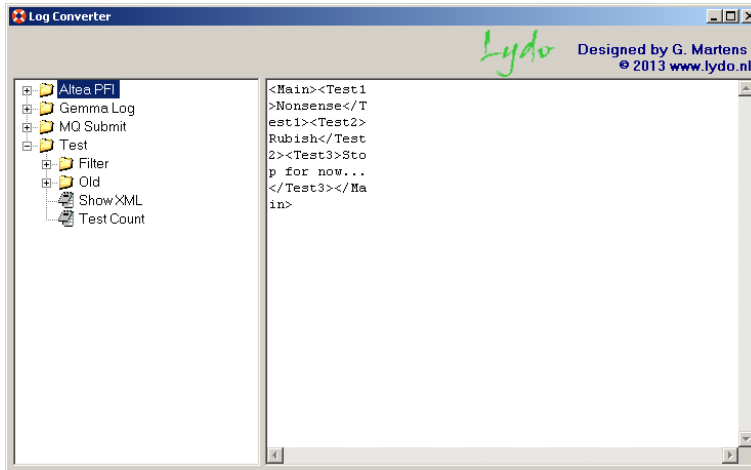 Log Converter
Lydo
Designed by G. Martens
© 2013 www.lydo.nl
Altea PFI
Gemma Log
MQ Submit
Test
Filter
Old
Show XML
Test Count
<Main><Test1
>Nonsense</T
est1><Test2>
Rubish</Test
2><Test3>Sto
p for now...
</Test3></Ma
in>